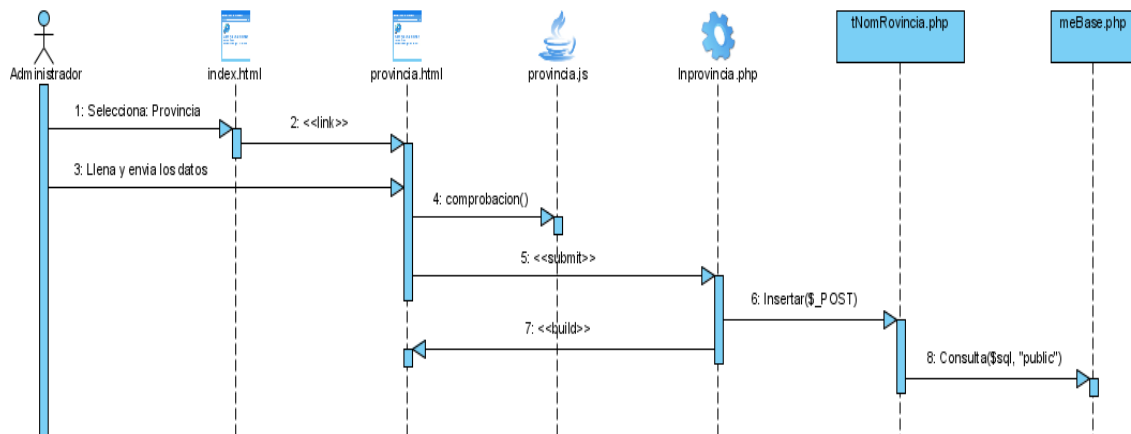 tNomRovincia.php
meBase.php
Administrador
index.html
provincia.html
provincia.js
Inprovincia.php
1: Selecciona: Provincia
2: <<link>>
3: Llena y envia los datos
4: comprobacion()
5: <<submit>>
6: Insertar($_POST)
7: <<build>>
8: Consulta($sql, "public")